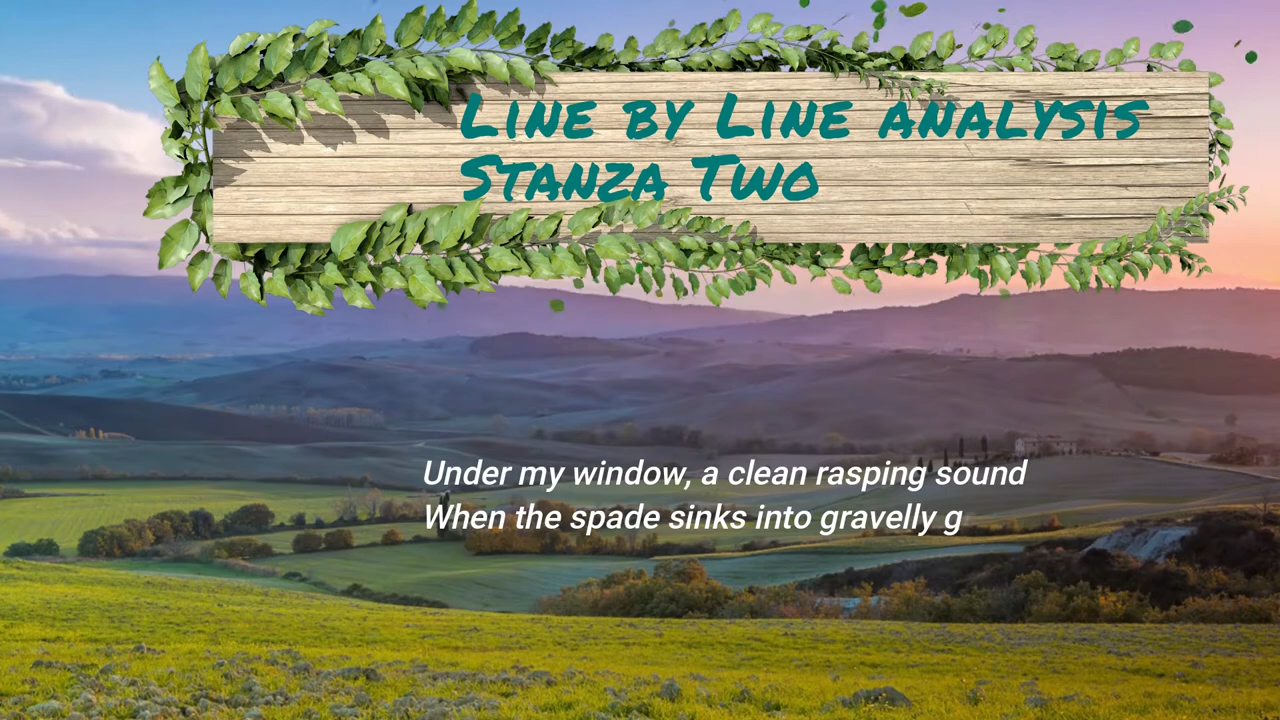 Line by Line analysis
Stanza Two
Under my window, a clean rasping sound
When the spade sinks into gravelly g